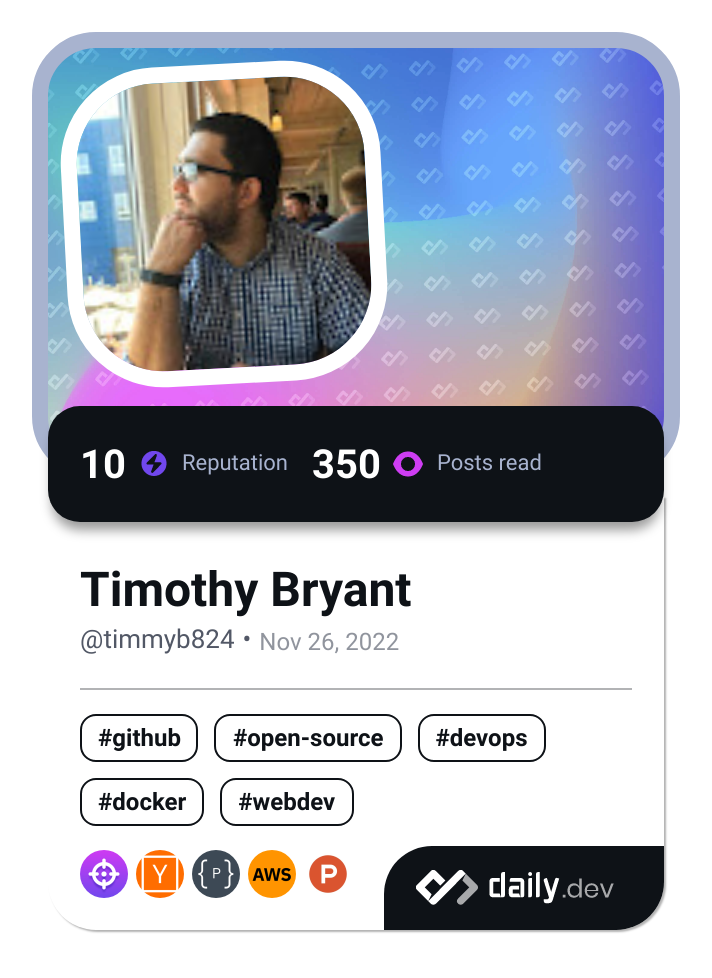 10 Reputation 350 Posts read
Timothy Bryant
@timmyb824 • Nov 26, 2022
#github #open-source #devops
#docker #webdev
Y {P} AWS P
daily.dev